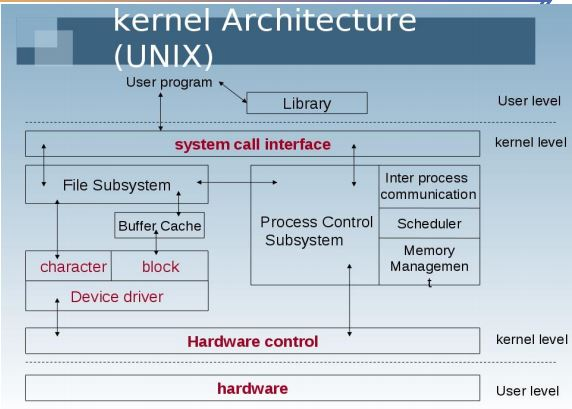 kernel Architecture
(UNIX)
User program
Library
User level
system call interface
kernel level
File Subsystem
Inter process
communication
Buffer Cache
Process Control
Subsystem
Scheduler
Memory
Managemen
t
character
block
Device driver
Hardware control
kernel level
hardware
User level